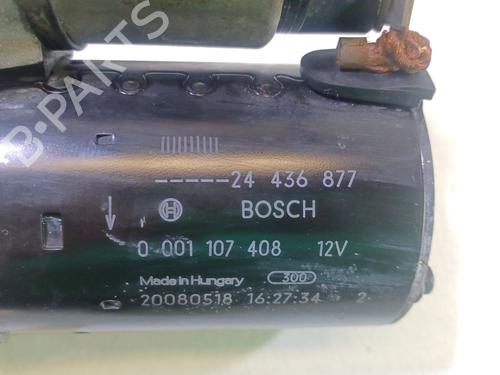 B-PARTS
-----24 436 877
BOSCH
0 001 107 408 12V
Made in Hungary 300
20080518 16:27:34 2